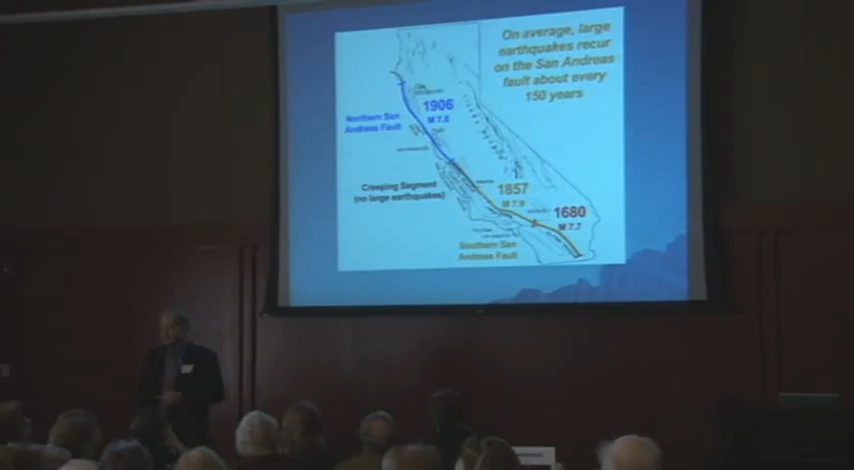 On average, large
earthquakes recur
on the San Andreas
fault about every
150 years
1906
M 7.8
Northern San
Andreas Fault
Creeping Segment
(no large earthquakes)
1857
M 7.9
1680
M 7.7
Southern San
Andreas Fault